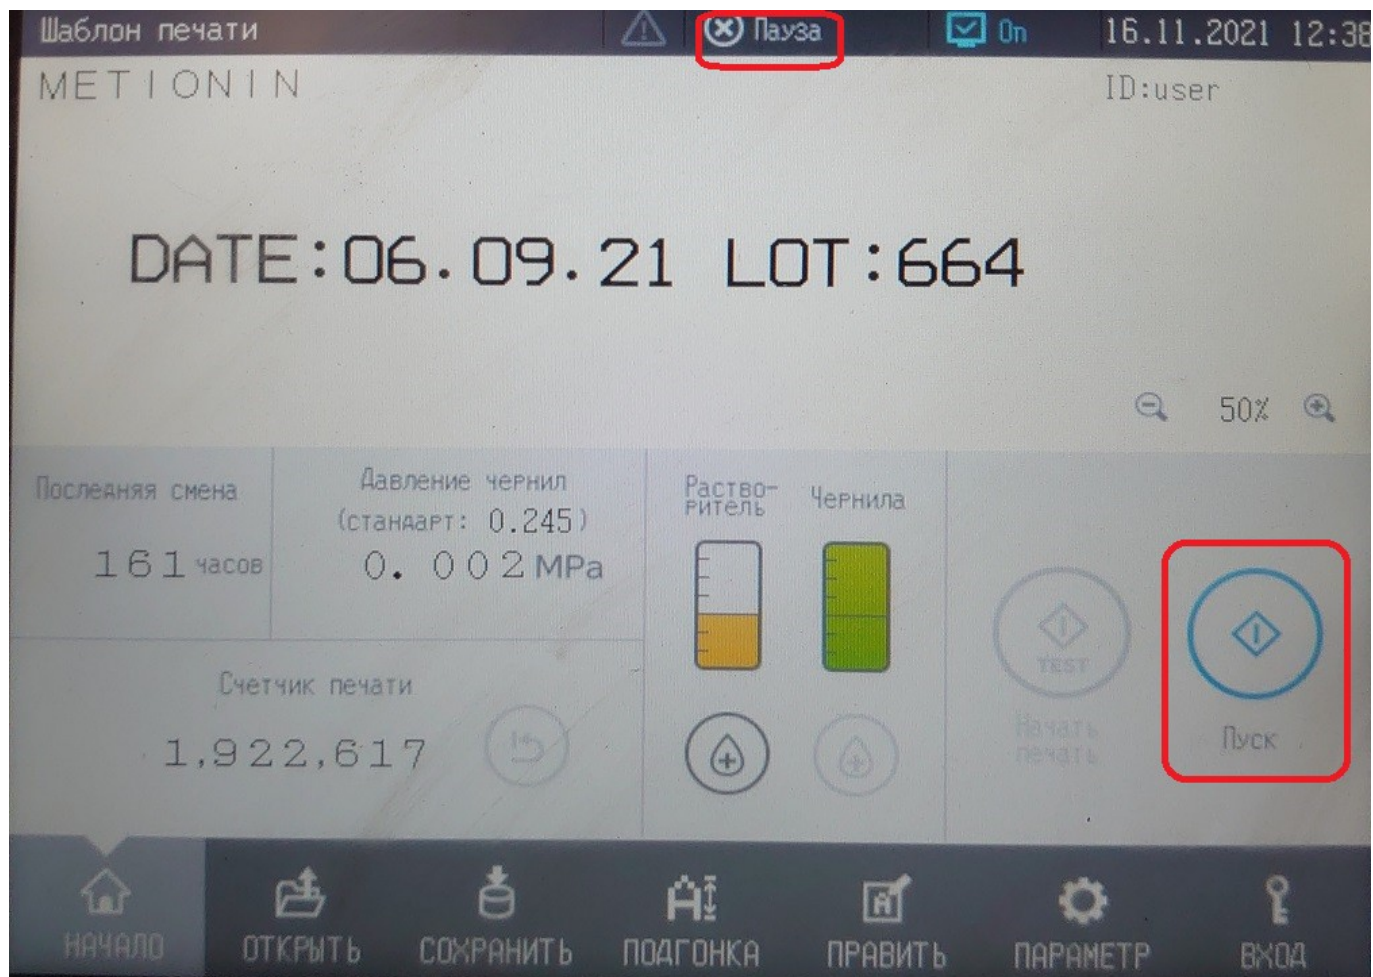 Шаблон печати
Пауза
On
16.11.2021 12:38
METIONIN
ID:user
DATE:06.09.21 LOT:664
50%
Последняя смена
161 часов
Давление чернил
(стандарт: 0.245)
0.002 MPa
Раство-
ритель
Чернила
Счетчик печати
1,922,617
TEST
Начать
печать
Пуск
НАЧАЛО
ОТКРЫТЬ
СОХРАНИТЬ
ПОДГОНКА
ПРАВИТЬ
ПАРАМЕТР
ВХОД